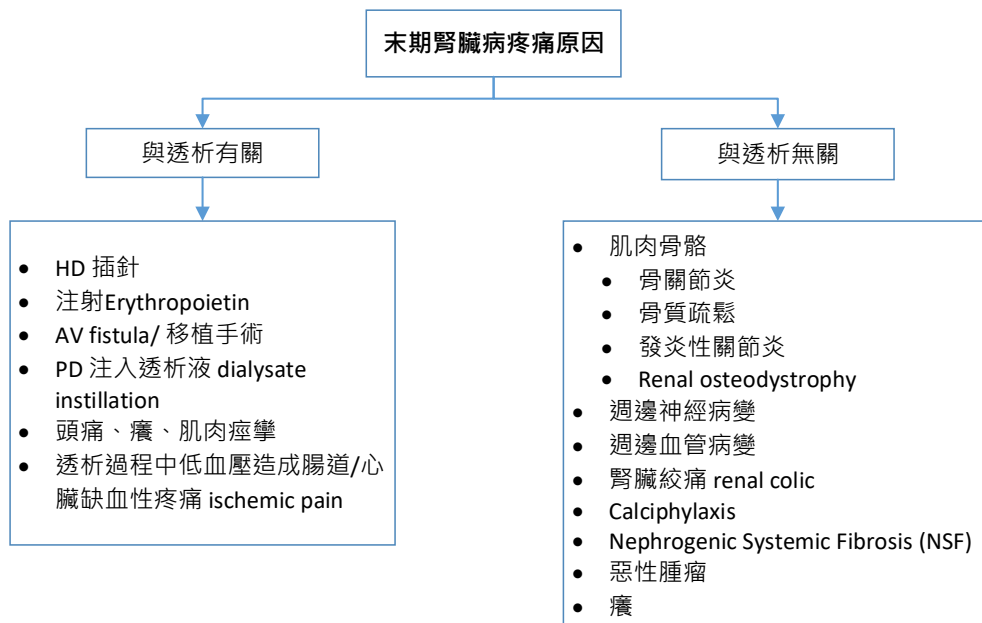 末期腎臟病疼痛原因
與透析有關
與透析無關
• HD 插針
• 注射Erythropoietin
• AV fistula/ 移植手術
• PD 注入透析液 dialysate
instillation
• 頭痛、癢、肌肉痙攣
• 透析過程中低血壓造成腸道/心
臟缺血性疼痛 ischemic pain
• 肌肉骨骼
• 骨關節炎
• 骨質疏鬆
• 發炎性關節炎
• Renal osteodystrophy
• 週邊神經病變
• 週邊血管病變
• 腎臟絞痛 renal colic
• Calciphylaxis
• Nephrogenic Systemic Fibrosis (NSF)
• 惡性腫瘤
• 癢